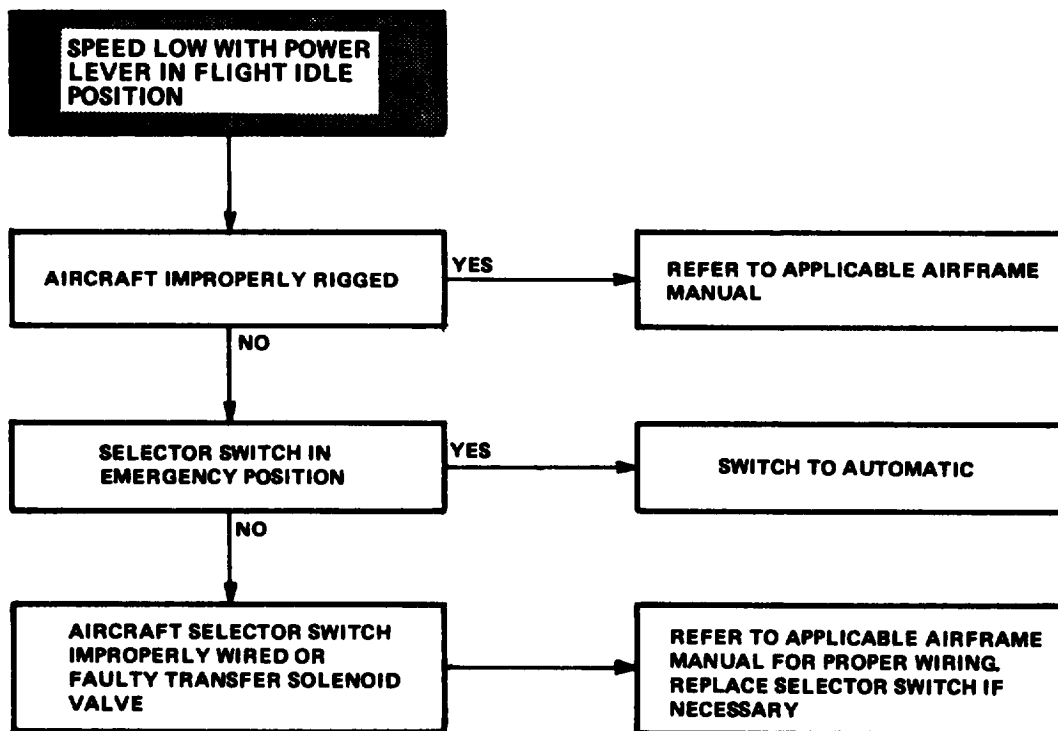 SPEED LOW WITH POWER
LEVER IN FLIGHT IDLE
POSITION
AIRCRAFT IMPROPERLY RIGGED
YES
REFER TO APPLICABLE AIRFRAME
MANUAL
NO
SELECTOR SWITCH IN
EMERGENCY POSITION
YES
SWITCH TO AUTOMATIC
NO
AIRCRAFT SELECTOR SWITCH
IMPROPERLY WIRED OR
FAULTY TRANSFER SOLENOID
VALVE
REFER TO APPLICABLE AIRFRAME
MANUAL FOR PROPER WIRING.
REPLACE SELECTOR SWITCH IF
NECESSARY